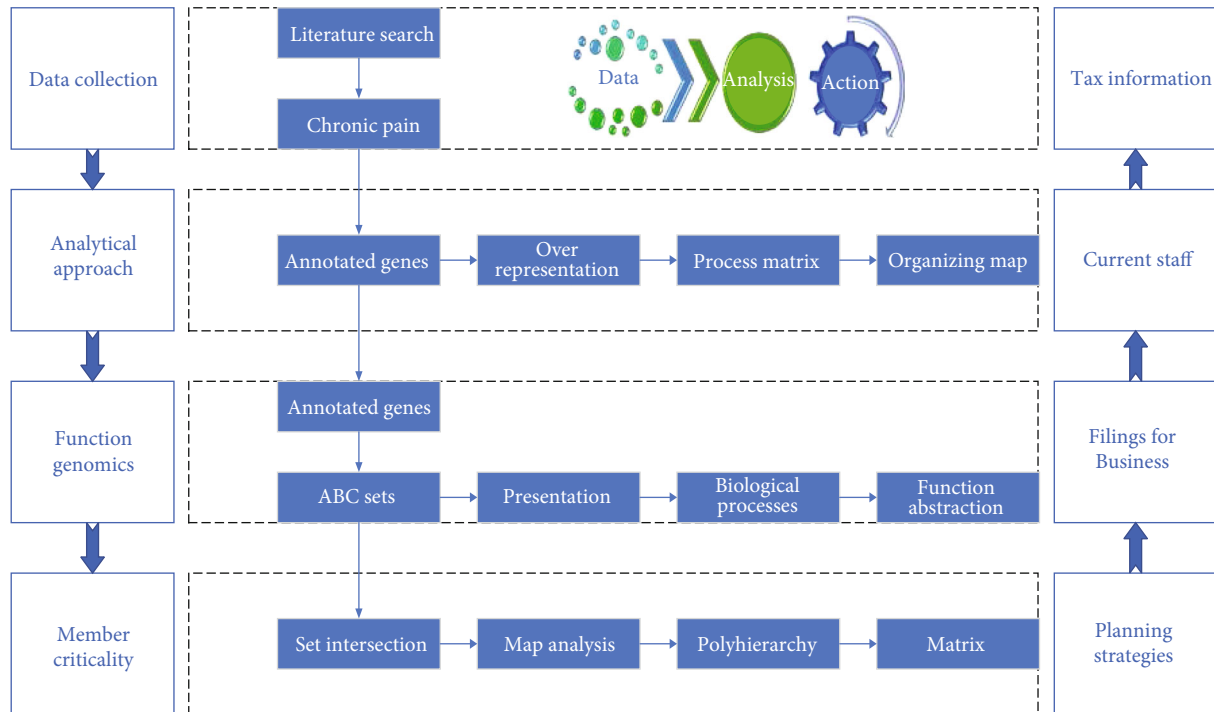 Data collection
Literature search
Chronic pain
Data
Analysis
Action
Tax information
Analytical
approach
Annotated genes
Over
representation
Process matrix
Organizing map
Current staff
Function
genomics
Annotated genes
ABC sets
Presentation
Biological
processes
Function
abstraction
Filings for
Business
Member
criticality
Set intersection
Map analysis
Polyhierarchy
Matrix
Planning
strategies